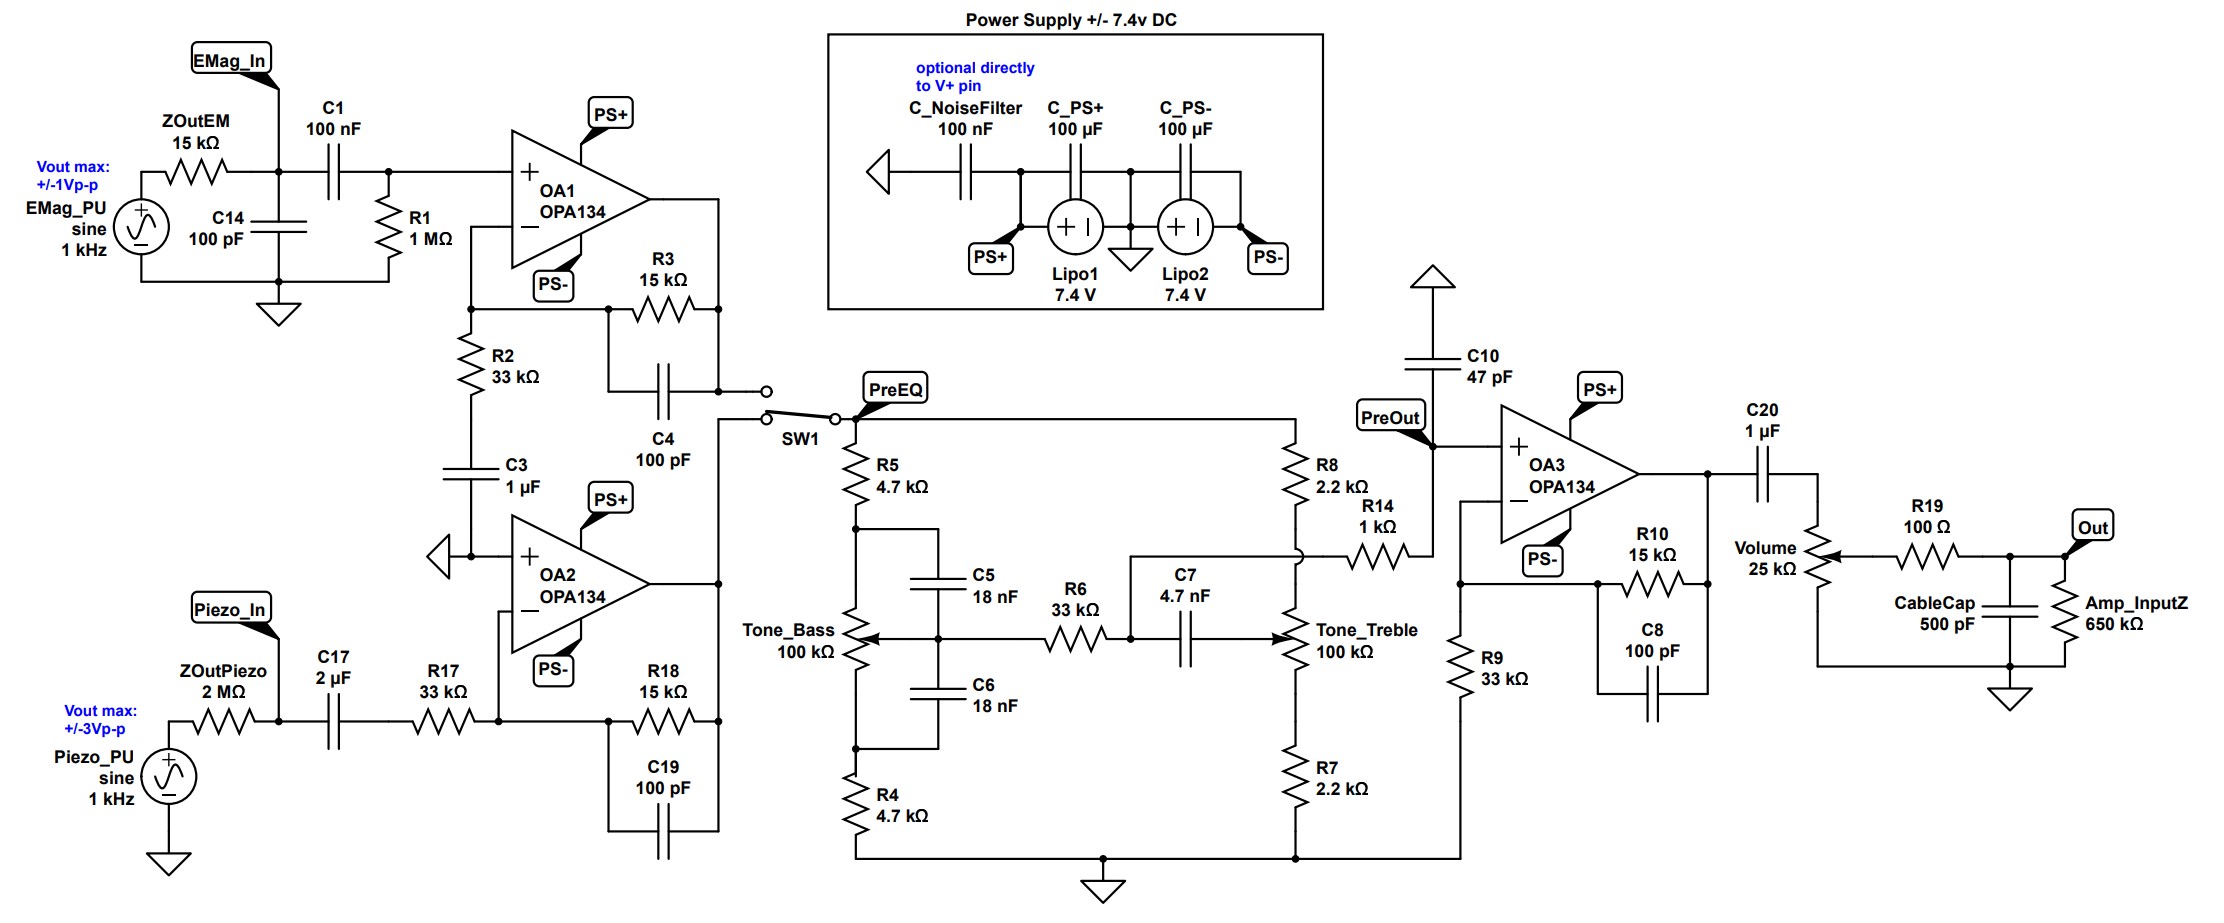 Power Supply +/- 7.4v DC
optional directly
to V+ pin
C_NoiseFilter
100 nF
C_PS+
100 µF
C_PS-
100 µF
PS+
PS-
Lipo1
7.4 V
Lipo2
7.4 V
EMag_In
ZOutEM
15 kΩ
C1
100 nF
Vout max:
+/-1Vp-p
EMag_PU
sine
1 kHz
C14
100 pF
R1
1 MΩ
PS+
+
OA1
OPA134
−
PS-
R3
15 kΩ
R2
33 kΩ
C4
100 pF
C3
1 µF
SW1
PreEQ
PS+
+
OA2
OPA134
−
PS-
Piezo_In
ZOutPiezo
2 MΩ
C17
2 µF
R17
33 kΩ
R18
15 kΩ
Vout max:
+/-3Vp-p
Piezo_PU
sine
1 kHz
C19
100 pF
R5
4.7 kΩ
C5
18 nF
Tone_Bass
100 kΩ
C6
18 nF
R4
4.7 kΩ
R6
33 kΩ
C7
4.7 nF
R8
2.2 kΩ
R14
1 kΩ
Tone_Treble
100 kΩ
R7
2.2 kΩ
C10
47 pF
PreOut
PS+
+
OA3
OPA134
−
PS-
R10
15 kΩ
C8
100 pF
R9
33 kΩ
C20
1 µF
Volume
25 kΩ
R19
100 Ω
Out
CableCap
500 pF
Amp_InputZ
650 kΩ